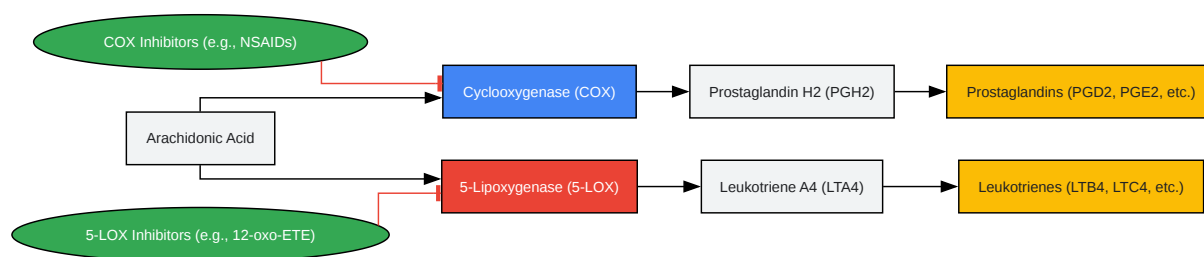 COX Inhibitors (e.g., NSAIDs)
Cyclooxygenase (COX)
Prostaglandin H2 (PGH2)
Prostaglandins (PGD2, PGE2, etc.)
Arachidonic Acid
5-Lipoxygenase (5-LOX)
Leukotriene A4 (LTA4)
Leukotrienes (LTB4, LTC4, etc.)
5-LOX Inhibitors (e.g., 12-oxo-ETE)